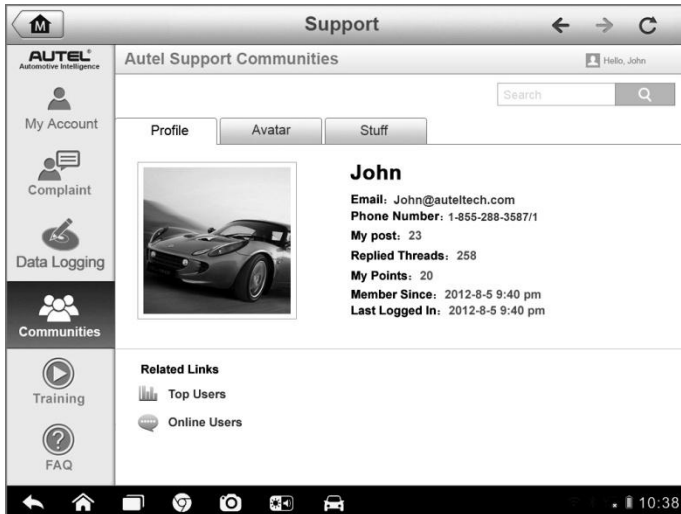 M
Support
AUTEL®
Automotive Intelligence
Autel Support Communities
Hello, John
Search
My Account
Profile
Avatar
Stuff
Complaint
Data Logging
Communities
Training
FAQ
John
Email: John@auteltech.com
Phone Number: 1-855-288-3587/1
My post: 23
Replied Threads: 258
My Points: 20
Member Since: 2012-8-5 9:40 pm
Last Logged In: 2012-8-5 9:40 pm
Related Links
Top Users
Online Users
10:38